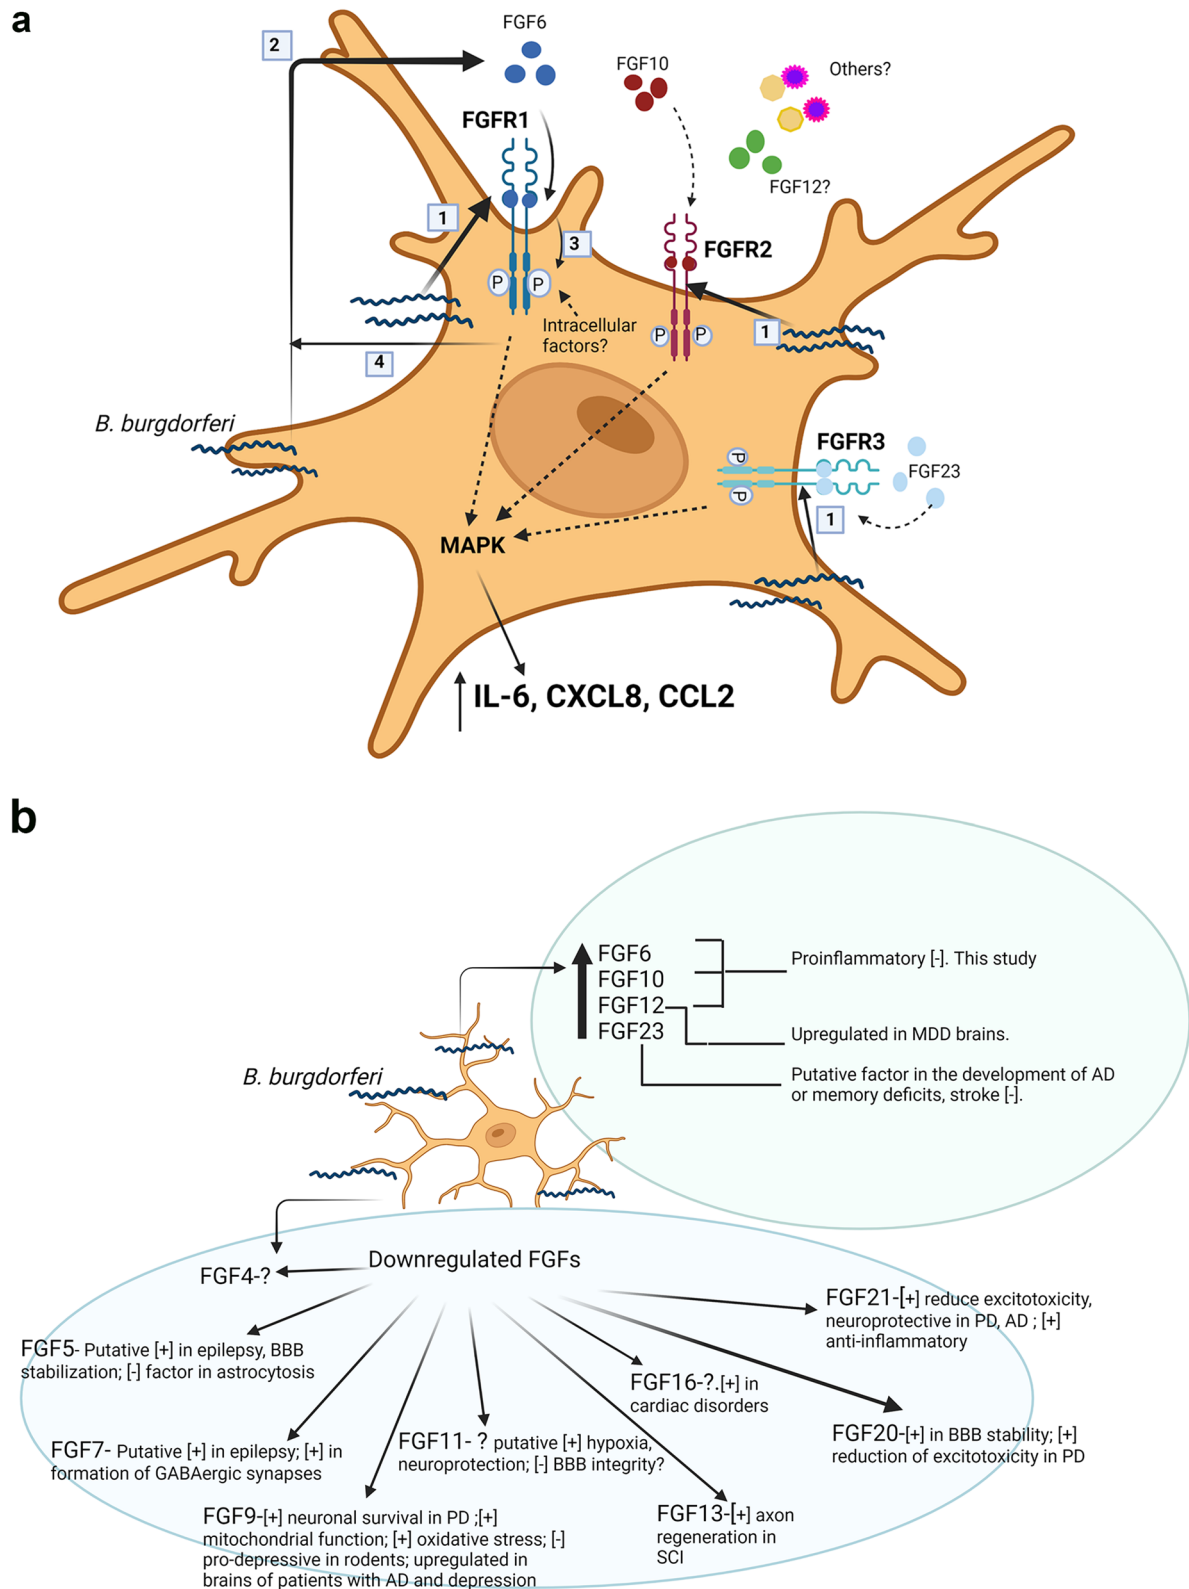 a
2
FGF6
FGF10
Others?
FGFR1
FGF12?
1
3
FGFR2
P
P
Intracellular
factors?
P
P
1
4
B. burgdorferi
FGFR3
P
P
FGF23
1
MAPK
IL-6, CXCL8, CCL2
b
FGF6
FGF10
FGF12
FGF23
Proinflammatory [-]. This study
Upregulated in MDD brains.
Putative factor in the development of AD
or memory deficits, stroke [-].
B. burgdorferi
Downregulated FGFs
FGF4-?
FGF21-[+] reduce excitotoxicity,
neuroprotective in PD, AD ; [+]
anti-inflammatory
FGF5- Putative [+] in epilepsy, BBB
stabilization; [-] factor in astrocytosis
FGF16-?.[+] in
cardiac disorders
FGF7- Putative [+] in epilepsy; [+] in
formation of GABAergic synapses
FGF11- ? putative [+] hypoxia,
neuroprotection; [-] BBB integrity?
FGF20-[+] in BBB stability; [+]
reduction of excitotoxicity in PD
FGF9-[+] neuronal survival in PD ;[+]
mitochondrial function; [+] oxidative stress; [-]
pro-depressive in rodents; upregulated in
brains of patients with AD and depression
FGF13-[+] axon
regeneration in
SCI